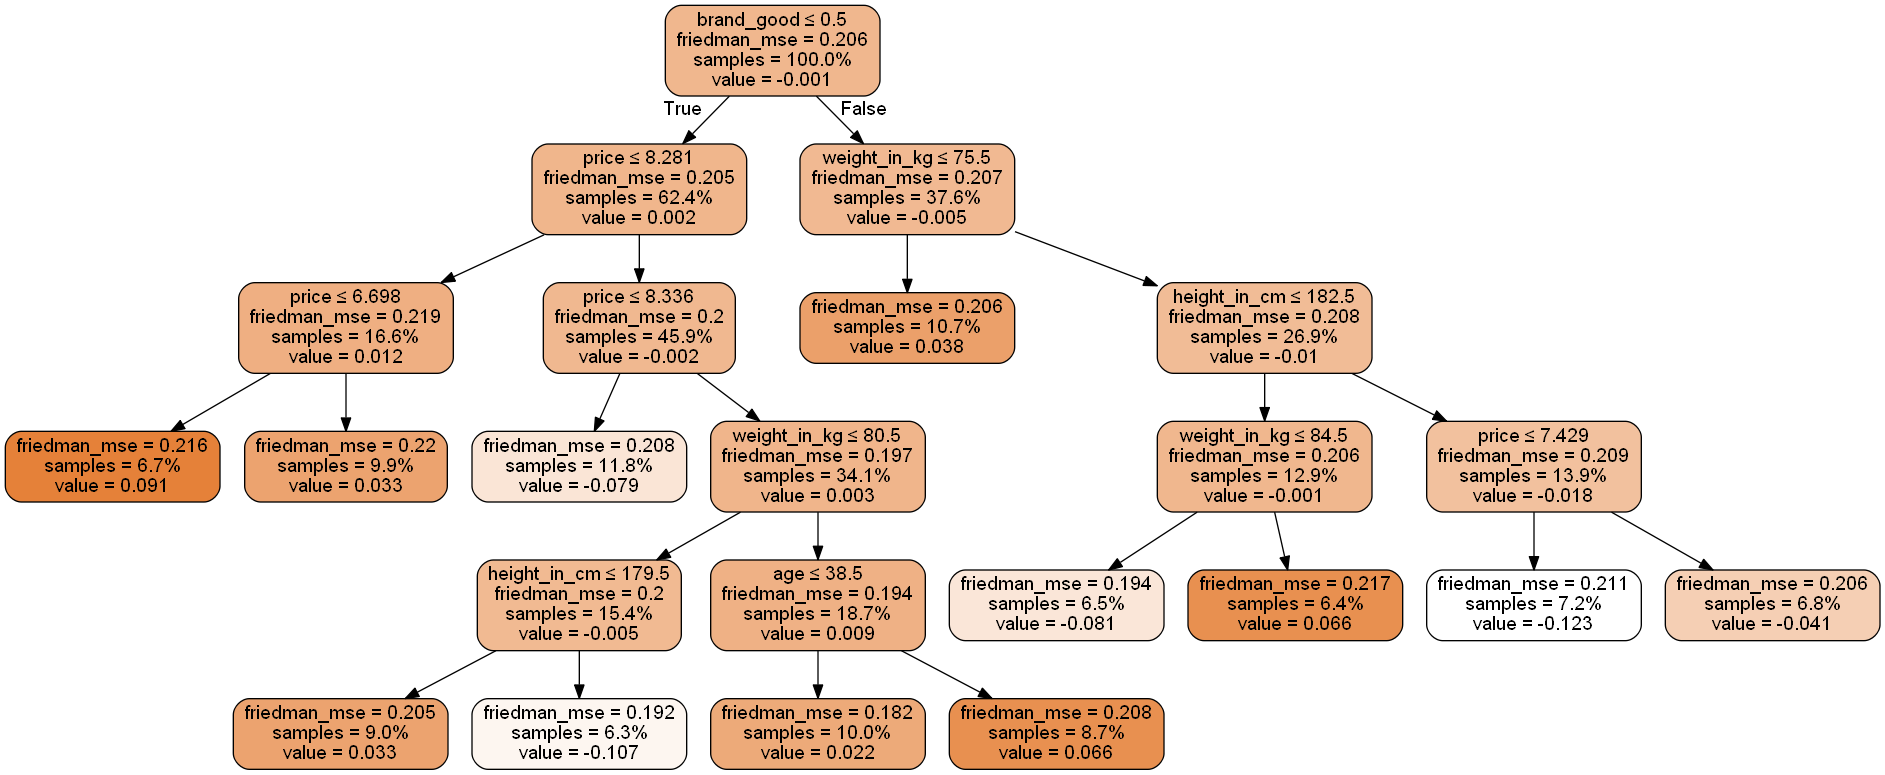 brand_good ≤ 0.5
friedman_mse = 0.206
samples = 100.0%
value = -0.001
True
False
price ≤ 8.281
friedman_mse = 0.205
samples = 62.4%
value = 0.002
weight_in_kg ≤ 75.5
friedman_mse = 0.207
samples = 37.6%
value = -0.005
price ≤ 6.698
friedman_mse = 0.219
samples = 16.6%
value = 0.012
price ≤ 8.336
friedman_mse = 0.2
samples = 45.9%
value = -0.002
friedman_mse = 0.206
samples = 10.7%
value = 0.038
height_in_cm ≤ 182.5
friedman_mse = 0.208
samples = 26.9%
value = -0.01
friedman_mse = 0.216
samples = 6.7%
value = 0.091
friedman_mse = 0.22
samples = 9.9%
value = 0.033
friedman_mse = 0.208
samples = 11.8%
value = -0.079
weight_in_kg ≤ 80.5
friedman_mse = 0.197
samples = 34.1%
value = 0.003
weight_in_kg ≤ 84.5
friedman_mse = 0.206
samples = 12.9%
value = -0.001
price ≤ 7.429
friedman_mse = 0.209
samples = 13.9%
value = -0.018
height_in_cm ≤ 179.5
friedman_mse = 0.2
samples = 15.4%
value = -0.005
age ≤ 38.5
friedman_mse = 0.194
samples = 18.7%
value = 0.009
friedman_mse = 0.194
samples = 6.5%
value = -0.081
friedman_mse = 0.217
samples = 6.4%
value = 0.066
friedman_mse = 0.211
samples = 7.2%
value = -0.123
friedman_mse = 0.206
samples = 6.8%
value = -0.041
friedman_mse = 0.205
samples = 9.0%
value = 0.033
friedman_mse = 0.192
samples = 6.3%
value = -0.107
friedman_mse = 0.182
samples = 10.0%
value = 0.022
friedman_mse = 0.208
samples = 8.7%
value = 0.066